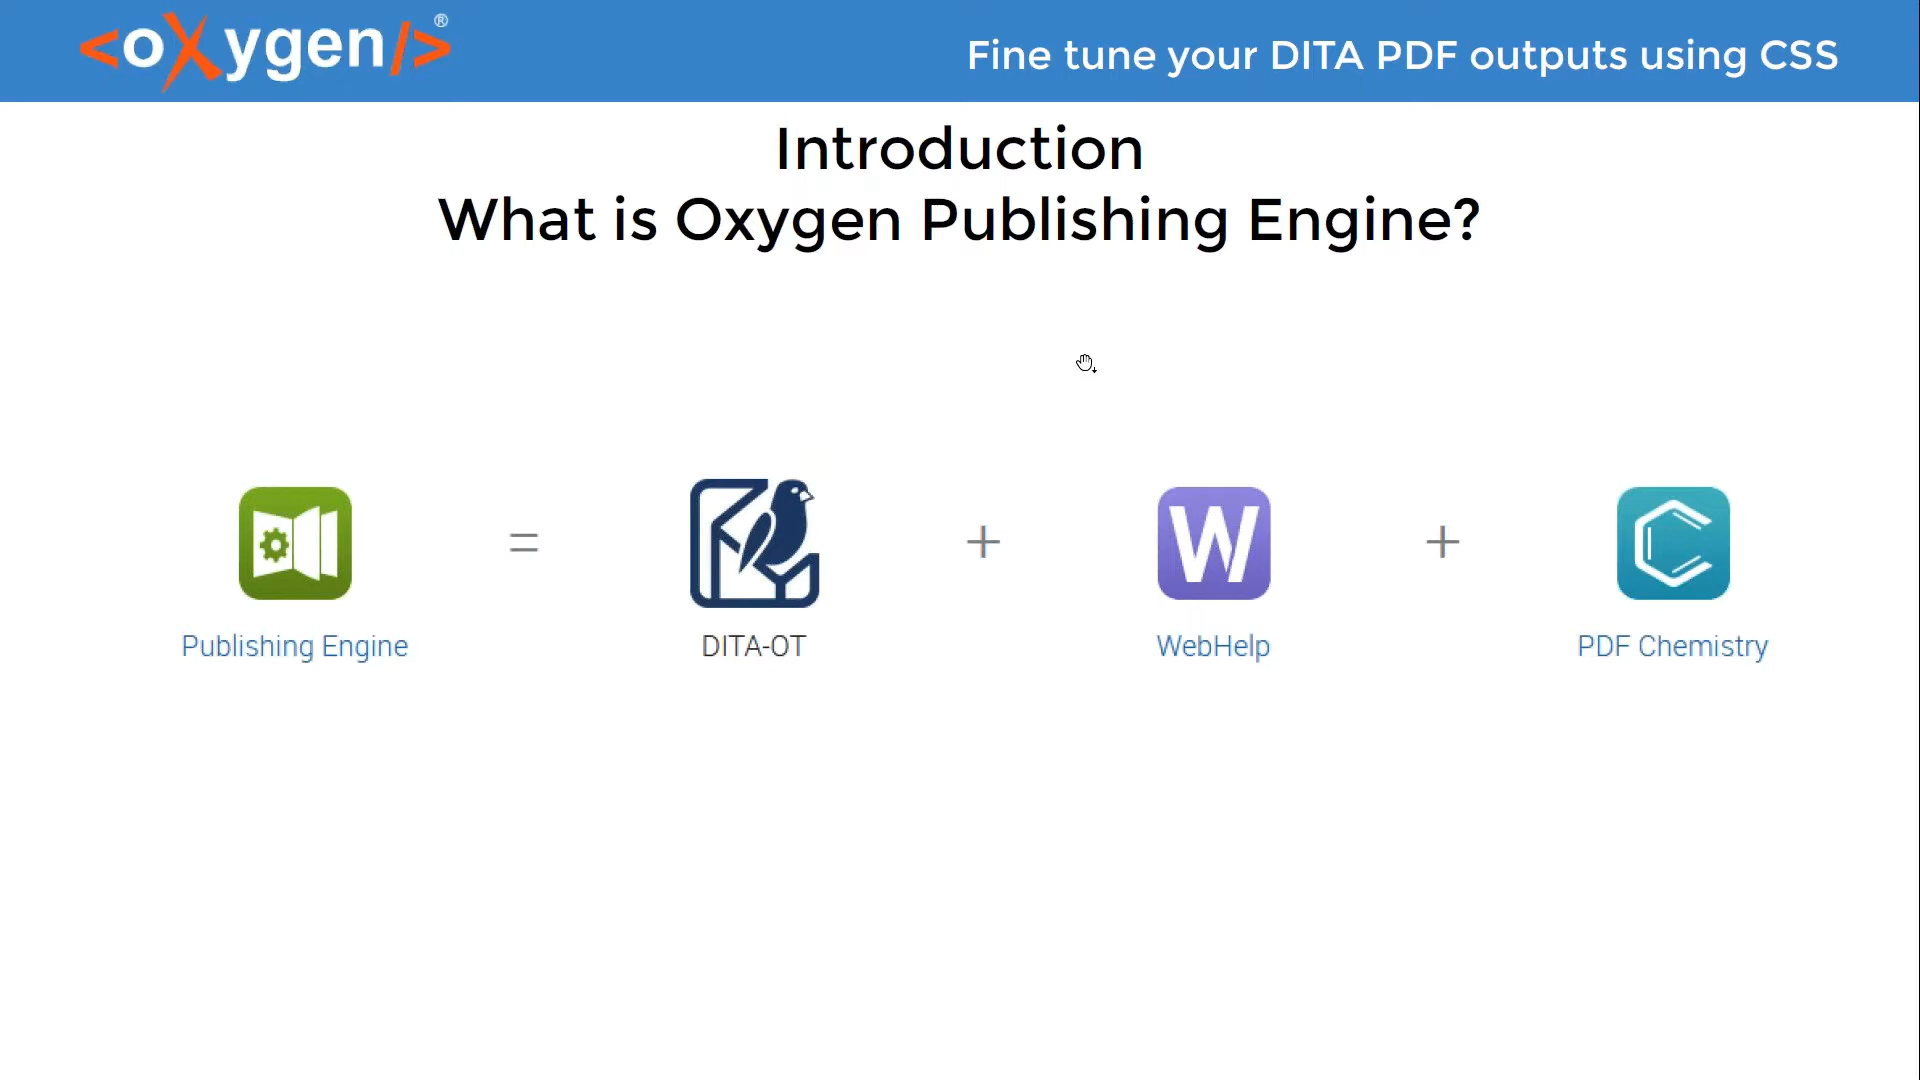 <oXygen/>®
Fine tune your DITA PDF outputs using CSS
Introduction
What is Oxygen Publishing Engine?
= + W + C
Publishing Engine DITA-OT WebHelp PDF Chemistry